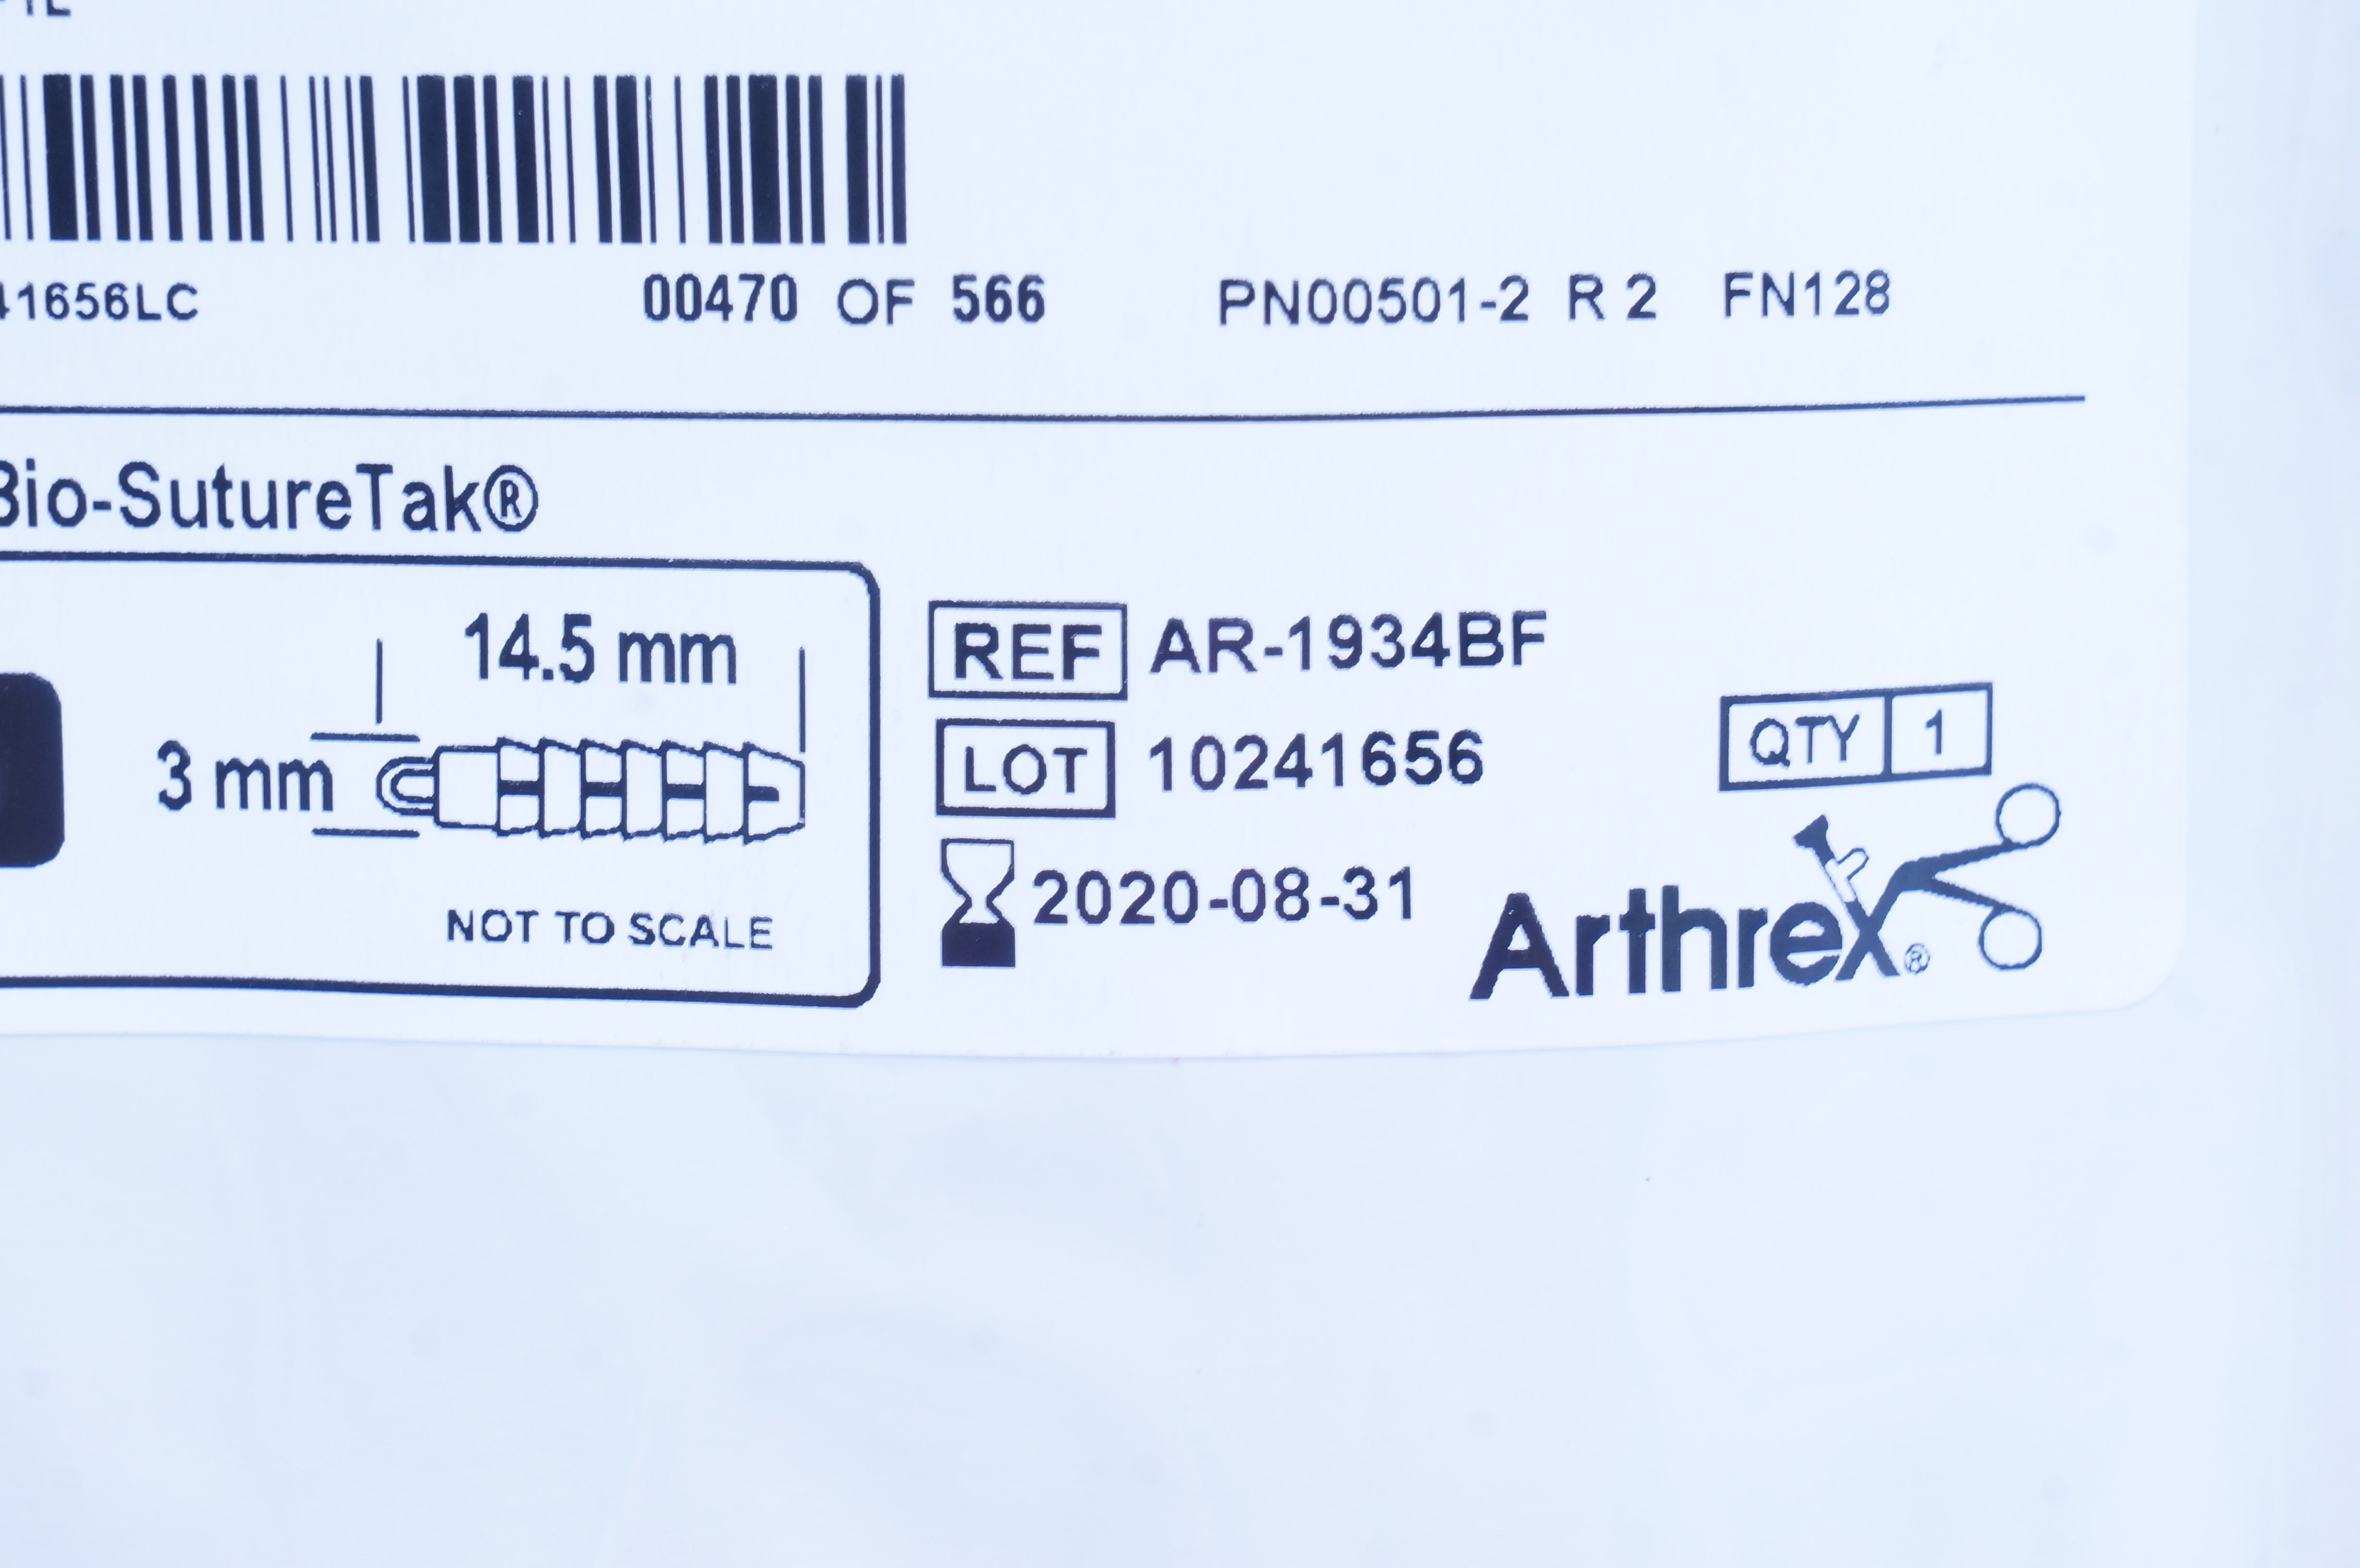 41656LC 00470 OF 566 PN00501-2 R 2 FN128
Bio-SutureTak®
14.5 mm
3 mm
NOT TO SCALE
REF AR-1934BF
LOT 10241656
2020-08-31
QTY 1
Arthrex®